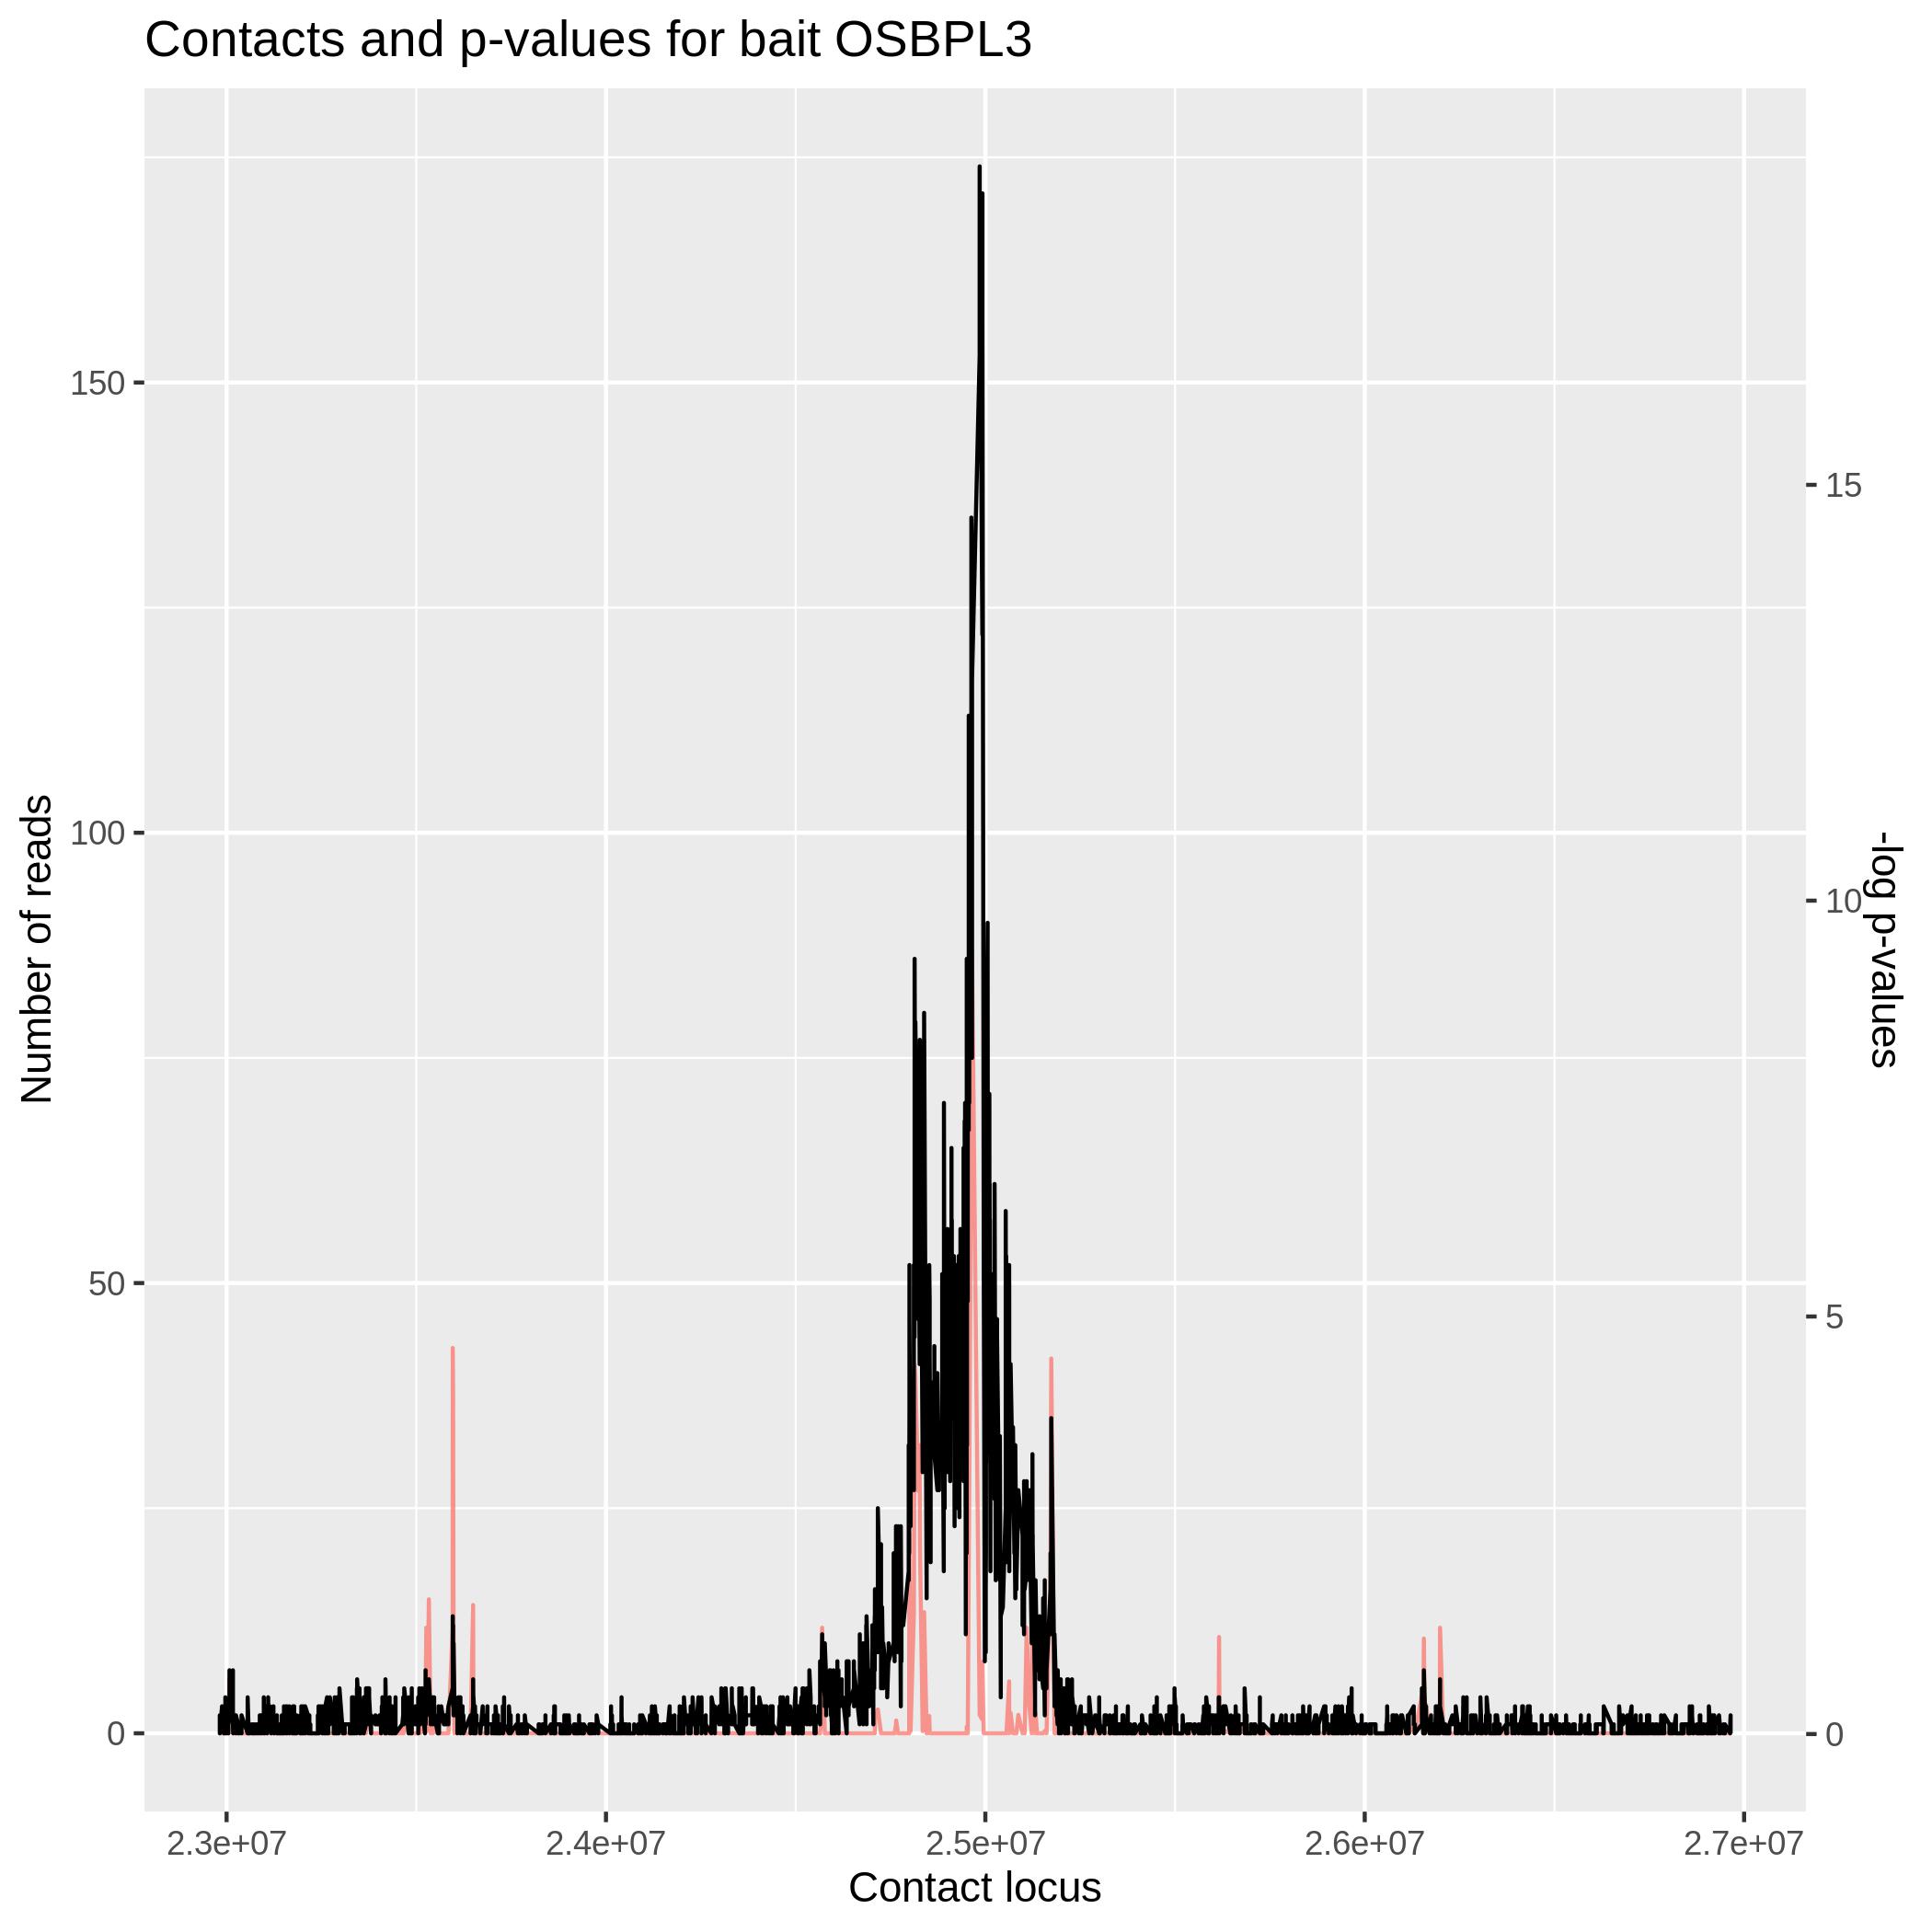 Contacts and p-values for bait OSBPL3
Number of reads
150
100
50
0
15
10
5
0
-log p-values
2.3e+07 2.4e+07 2.5e+07 2.6e+07 2.7e+07
Contact locus